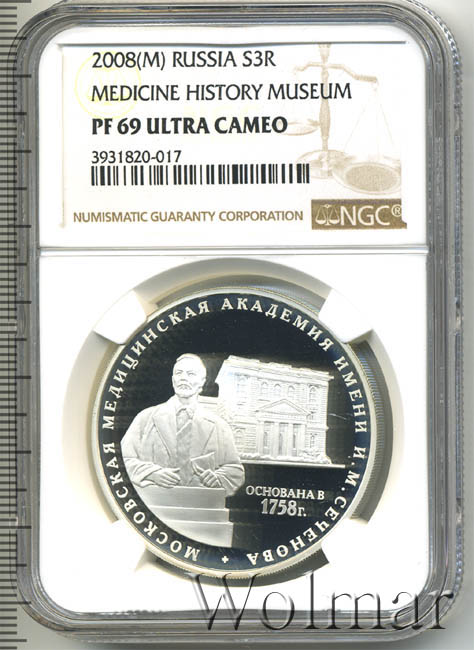 2008(M) RUSSIA S3R
MEDICINE HISTORY MUSEUM
PF 69 ULTRA CAMEO
3931820-017
NUMISMATIC GUARANTY CORPORATION
NGC®
МОСКОВСКАЯ МЕДИЦИНСКАЯ АКАДЕМИЯ ИМЕНИ И.М.СЕЧЕНОВА
ОСНОВАНА В
1758г.
Wolmar